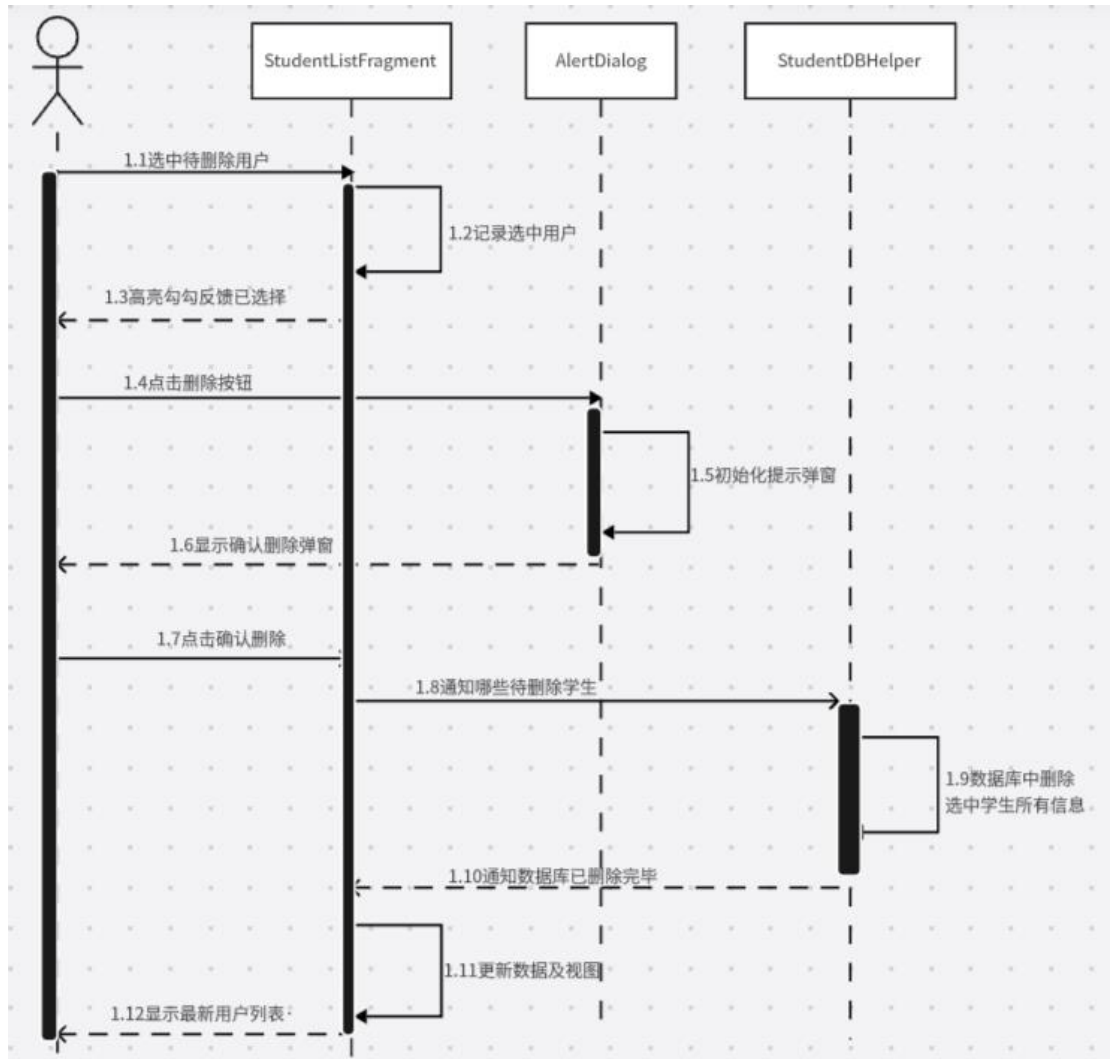 StudentListFragment
AlertDialog
StudentDBHelper
1.1选中待删除用户
1.2记录选中用户
1.3高亮勾勾反馈已选择
1.4点击删除按钮
1.5初始化提示弹窗
1.6显示确认删除弹窗
1.7点击确认删除
1.8通知哪些待删除学生
1.9数据库中删除
选中学生所有信息
1.10通知数据库已删除完毕
1.11更新数据及视图
1.12显示最新用户列表